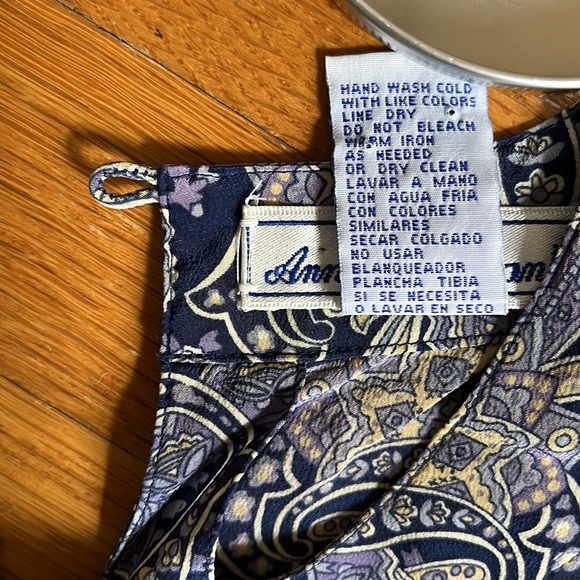 HAND WASH COLD
WITH LIKE COLORS
LINE DRY
DO NOT BLEACH
WARM IRON
AS NEEDED
OR DRY CLEAN
LAVAR A MANO
CON AGUA FRIA
CON COLORES
SIMILARES
SECAR COLGADO
NO USAR
BLANQUEADOR
PLANCHA TIBIA
SI SE NECESITA
O LAVAR EN SECO
Ann